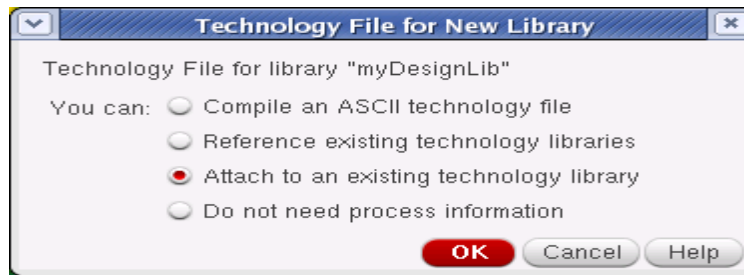 Technology File for New Library
Technology File for library "myDesignLib"
You can: Compile an ASCII technology file
Reference existing technology libraries
Attach to an existing technology library
Do not need process information
OK Cancel Help